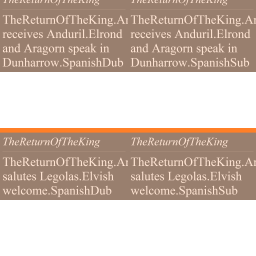 TheReturnOfTheKing TheReturnOfTheKing
TheReturnOfTheKing.Ar TheReturnOfTheKing.Ar
receives Anduril.Elrond receives Anduril.Elrond
and Aragorn speak in and Aragorn speak in
Dunharrow.SpanishDub Dunharrow.SpanishSub
TheReturnOfTheKing TheReturnOfTheKing
TheReturnOfTheKing.Ar TheReturnOfTheKing.Ar
salutes Legolas.Elvish salutes Legolas.Elvish
welcome.SpanishDub welcome.SpanishSub